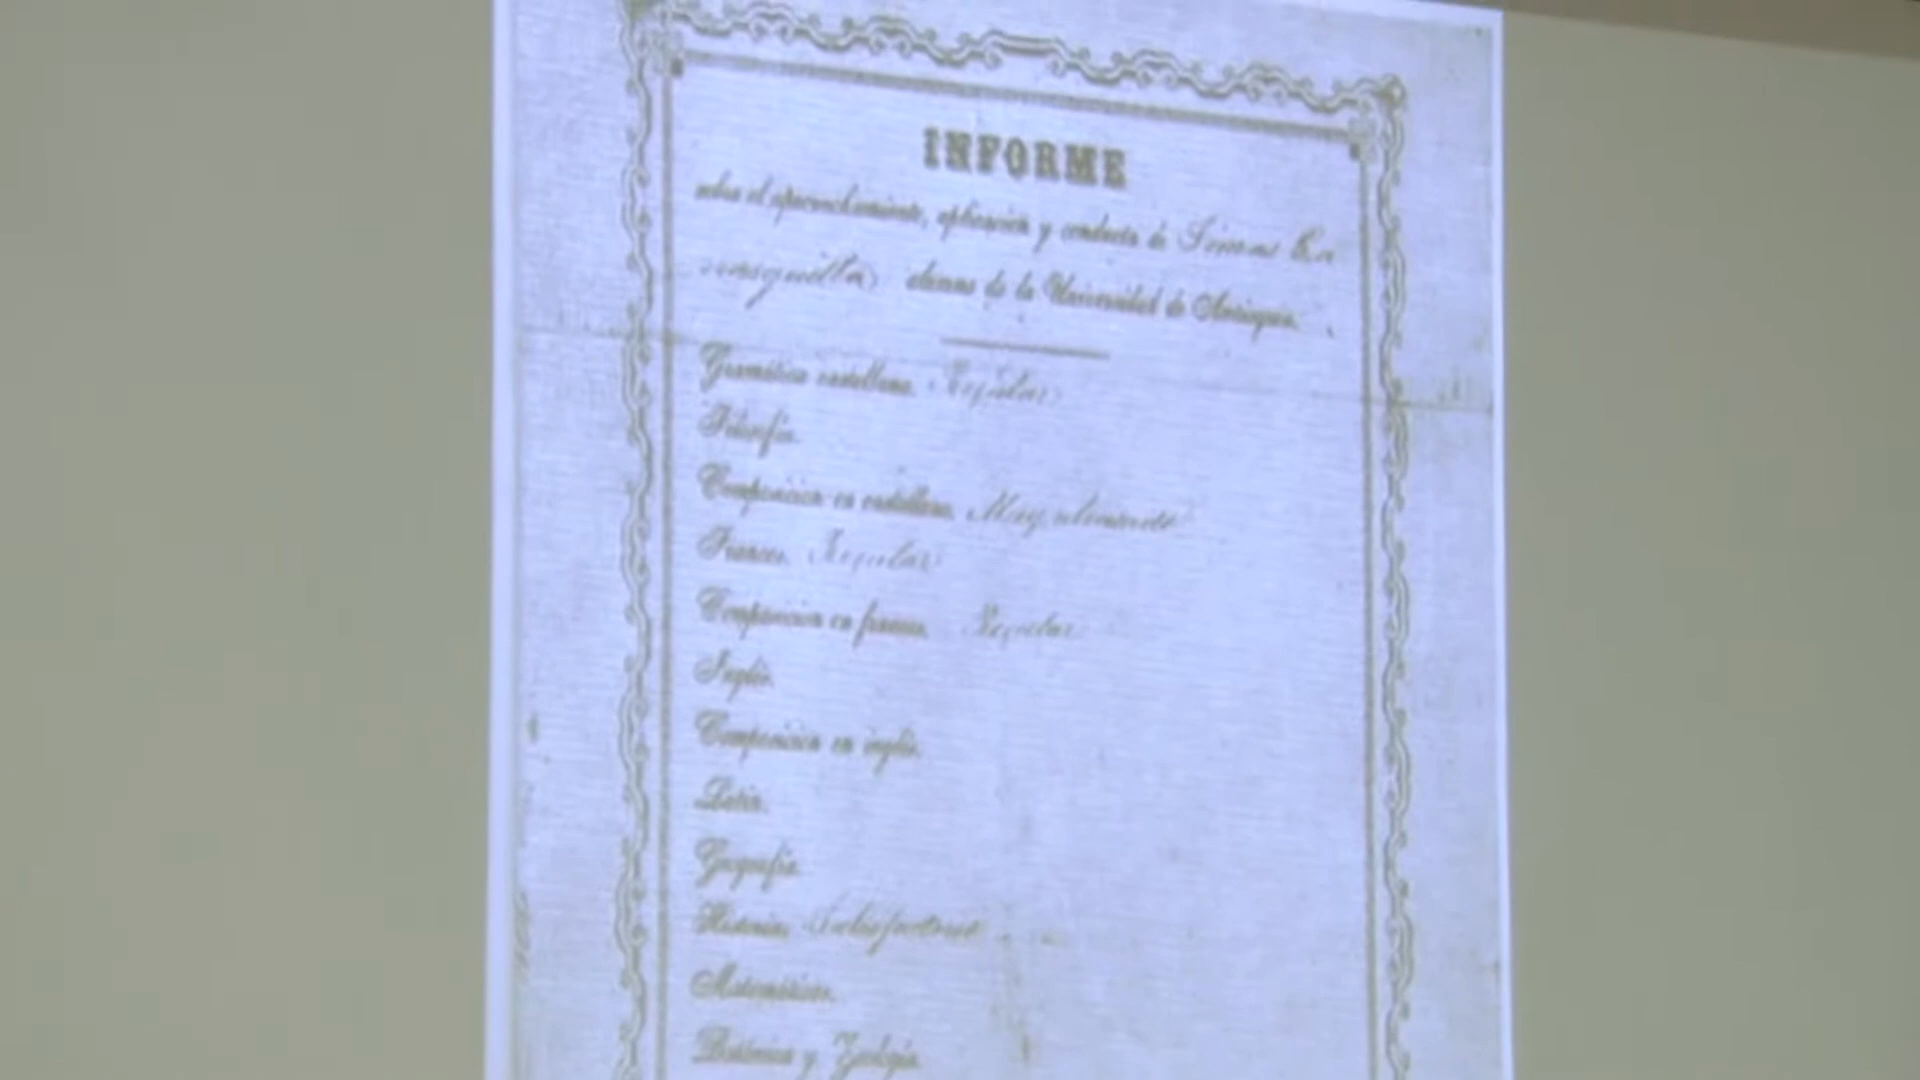 INFORME
sobre el aprovechamiento, aplicación y conducta de
alumno de la Universidad de Antioquia.
Gramática castellana. Regular
Filosofía.
Composición en castellano.
Frances. Regular
Composición en frances. Regular
Inglés.
Composición en inglés.
Latín.
Geografía.
Historia. Satisfactorio
Matemáticas.
Botánica y Zoología.